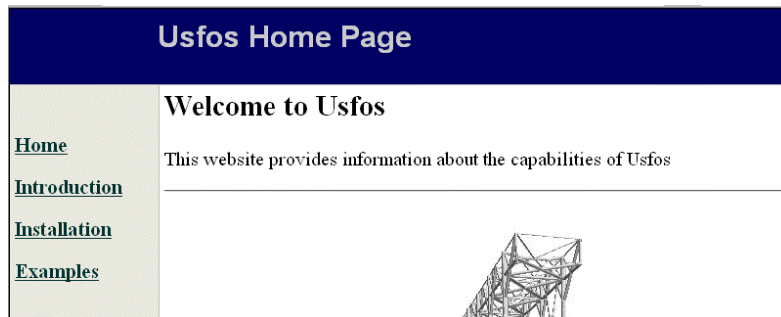 Usfos Home Page
Welcome to Usfos
This website provides information about the capabilities of Usfos
Home
Introduction
Installation
Examples